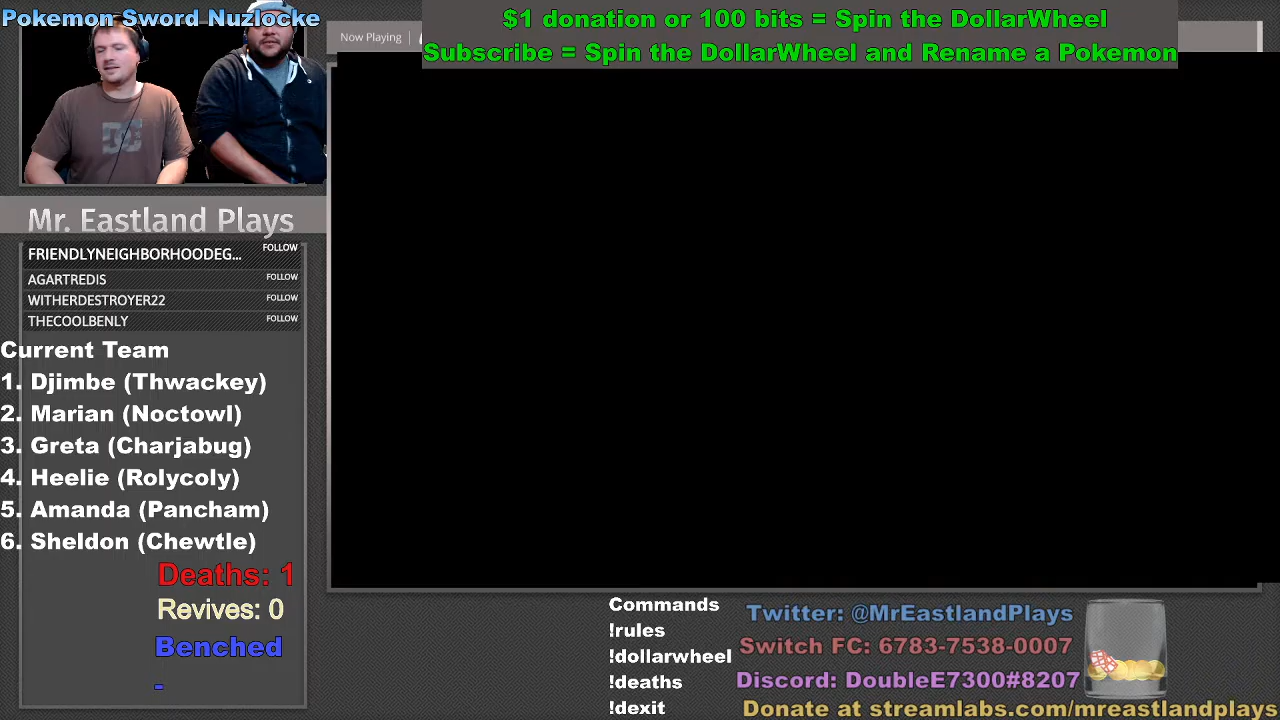 Pokemon Sword Nuzlocke
$1 donation or 100 bits = Spin the DollarWheel
Now Playing
Subscribe = Spin the DollarWheel and Rename a Pokemon
DC
Mr. Eastland Plays
FRIENDLYNEIGHBORHOODEG... FOLLOW
AGARTREDIS FOLLOW
WITHERDESTROYER22 FOLLOW
THECOOLBENLY FOLLOW
Current Team
1. Djimbe (Thwackey)
2. Marian (Noctowl)
3. Greta (Charjabug)
4. Heelie (Rolycoly)
5. Amanda (Pancham)
6. Sheldon (Chewtle)
Deaths: 1
Revives: 0
Benched
-
Commands
!rules
!dollarwheel
!deaths
!dexit
Twitter: @MrEastlandPlays
Switch FC: 6783-7538-0007
Discord: DoubleE7300#8207
Donate at streamlabs.com/mreastlandplays